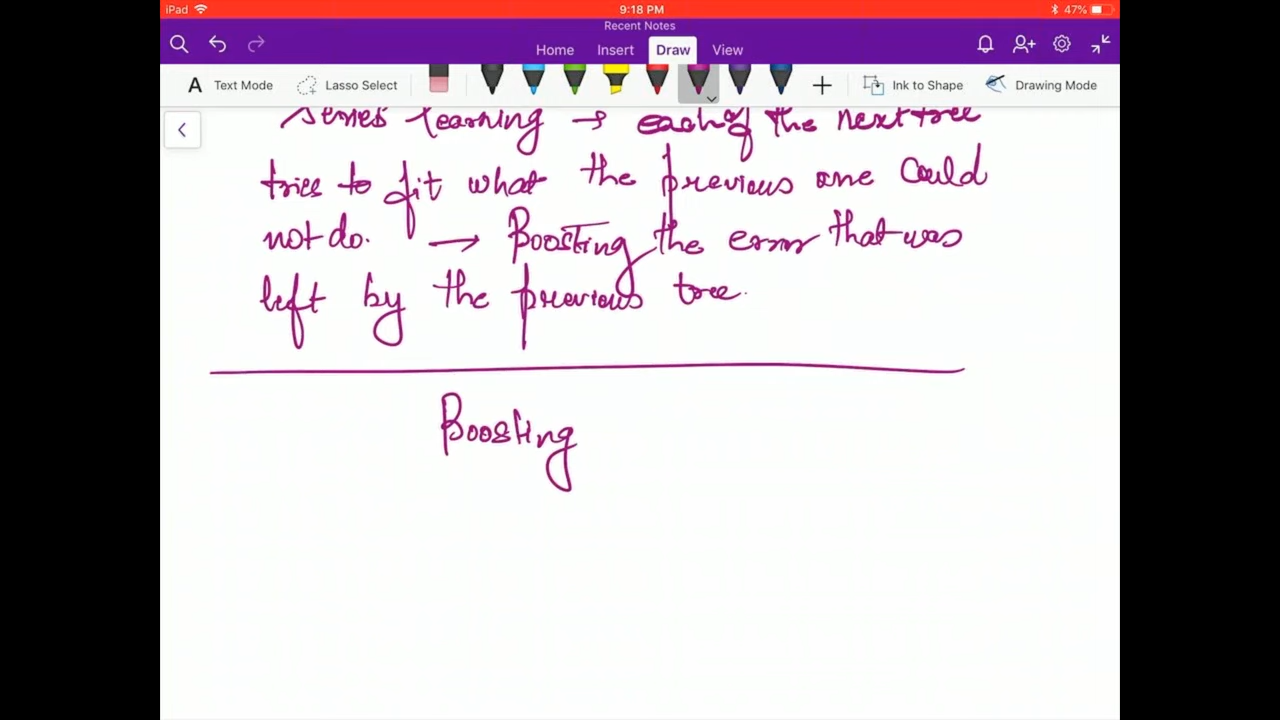 iPad 9:18 PM 47%
Recent Notes
Home Insert Draw View
A Text Mode Lasso Select Ink to Shape Drawing Mode
series learning → each of the next tree
tries to fit what the previous one could
not do. → Boosting the error that was
left by the previous tree.
Boosting